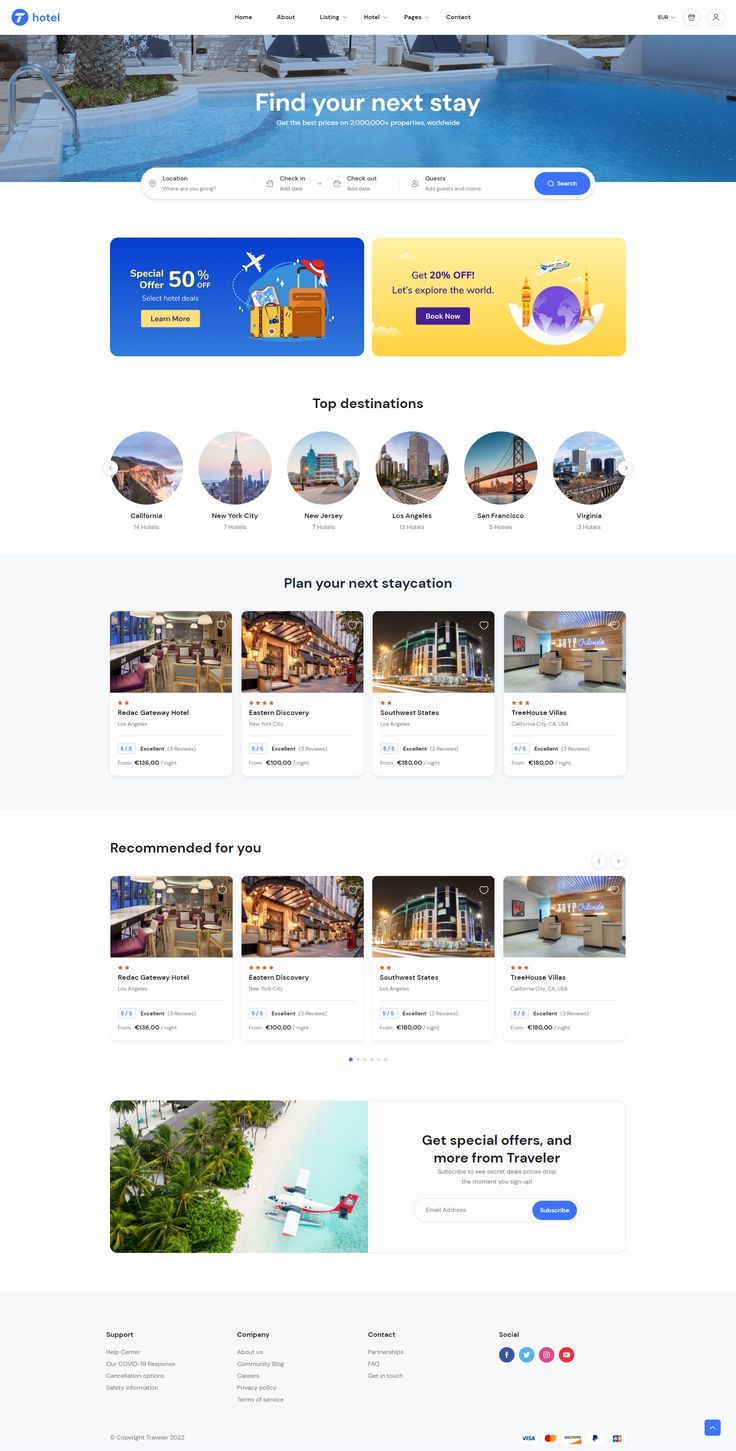 hotel
Home About Listing Hotel Pages Contact
EUR
Find your next stay
Get the best prices on 2,000,000+ properties, worldwide
Location Check in Check out Guests
Where are you going? Add date Add date Add guests and rooms
Search
Special Offer 50% OFF
Select hotel deals
Learn More
Get 20% OFF!
Let's explore the world.
Book Now
Top destinations
California New York City New Jersey Los Angeles San Francisco Virginia
14 Hotels 7 Hotels 7 Hotels 13 Hotels 5 Hotels 3 Hotels
Plan your next staycation
TRYP Orlando
Redac Gateway Hotel Eastern Discovery Southwest States TreeHouse Villas
Los Angeles New York City Los Angeles California City, CA, USA
5 / 5 Excellent (3 Reviews) 5 / 5 Excellent (3 Reviews) 5 / 5 Excellent (2 Reviews) 5 / 5 Excellent (3 Reviews)
From €136,00 / night From €100,00 / night From €180,00 / night From €180,00 / night
Recommended for you
TRYP Orlando
Redac Gateway Hotel Eastern Discovery Southwest States TreeHouse Villas
Los Angeles New York City Los Angeles California City, CA, USA
5 / 5 Excellent (3 Reviews) 5 / 5 Excellent (3 Reviews) 5 / 5 Excellent (2 Reviews) 5 / 5 Excellent (3 Reviews)
From €136,00 / night From €100,00 / night From €180,00 / night From €180,00 / night
Get special offers, and
more from Traveler
Subscribe to see secret deals prices drop
the moment you sign up!
Email Address Subscribe
Support Company Contact Social
Help Center About us Partnerships
Our COVID-19 Response Community Blog FAQ
Cancellation options Careers Get in touch
Safety information Privacy policy
Terms of service
© Copyright Traveler 2022 VISA DISCOVER JCB